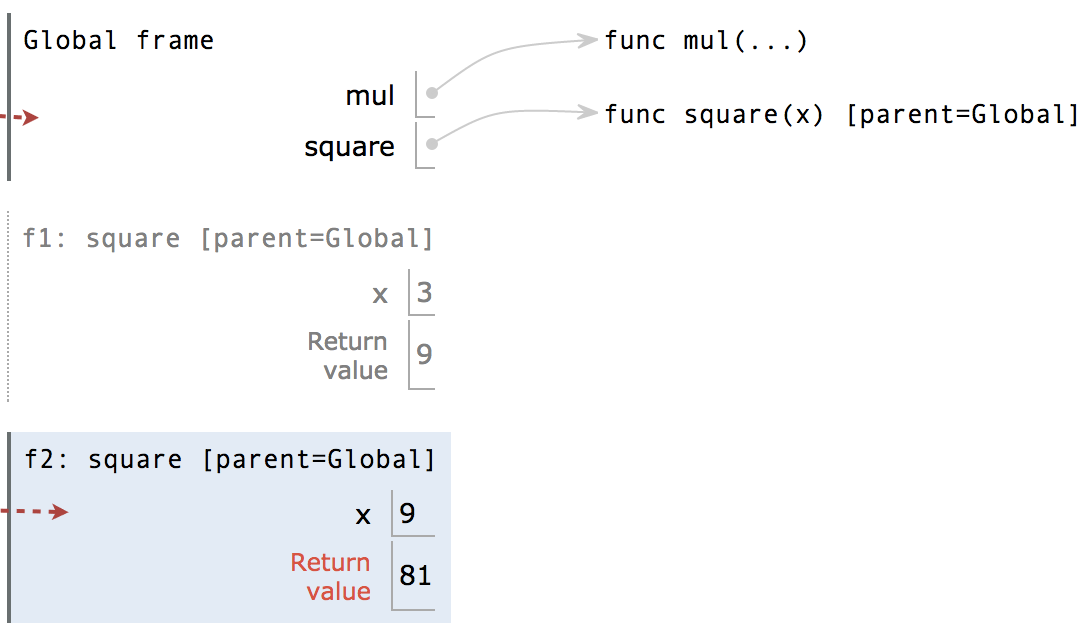 Global frame
func mul(...)
mul
func square(x) [parent=Global]
square
f1: square [parent=Global]
x 3
Return
value 9
f2: square [parent=Global]
x 9
Return
value 81